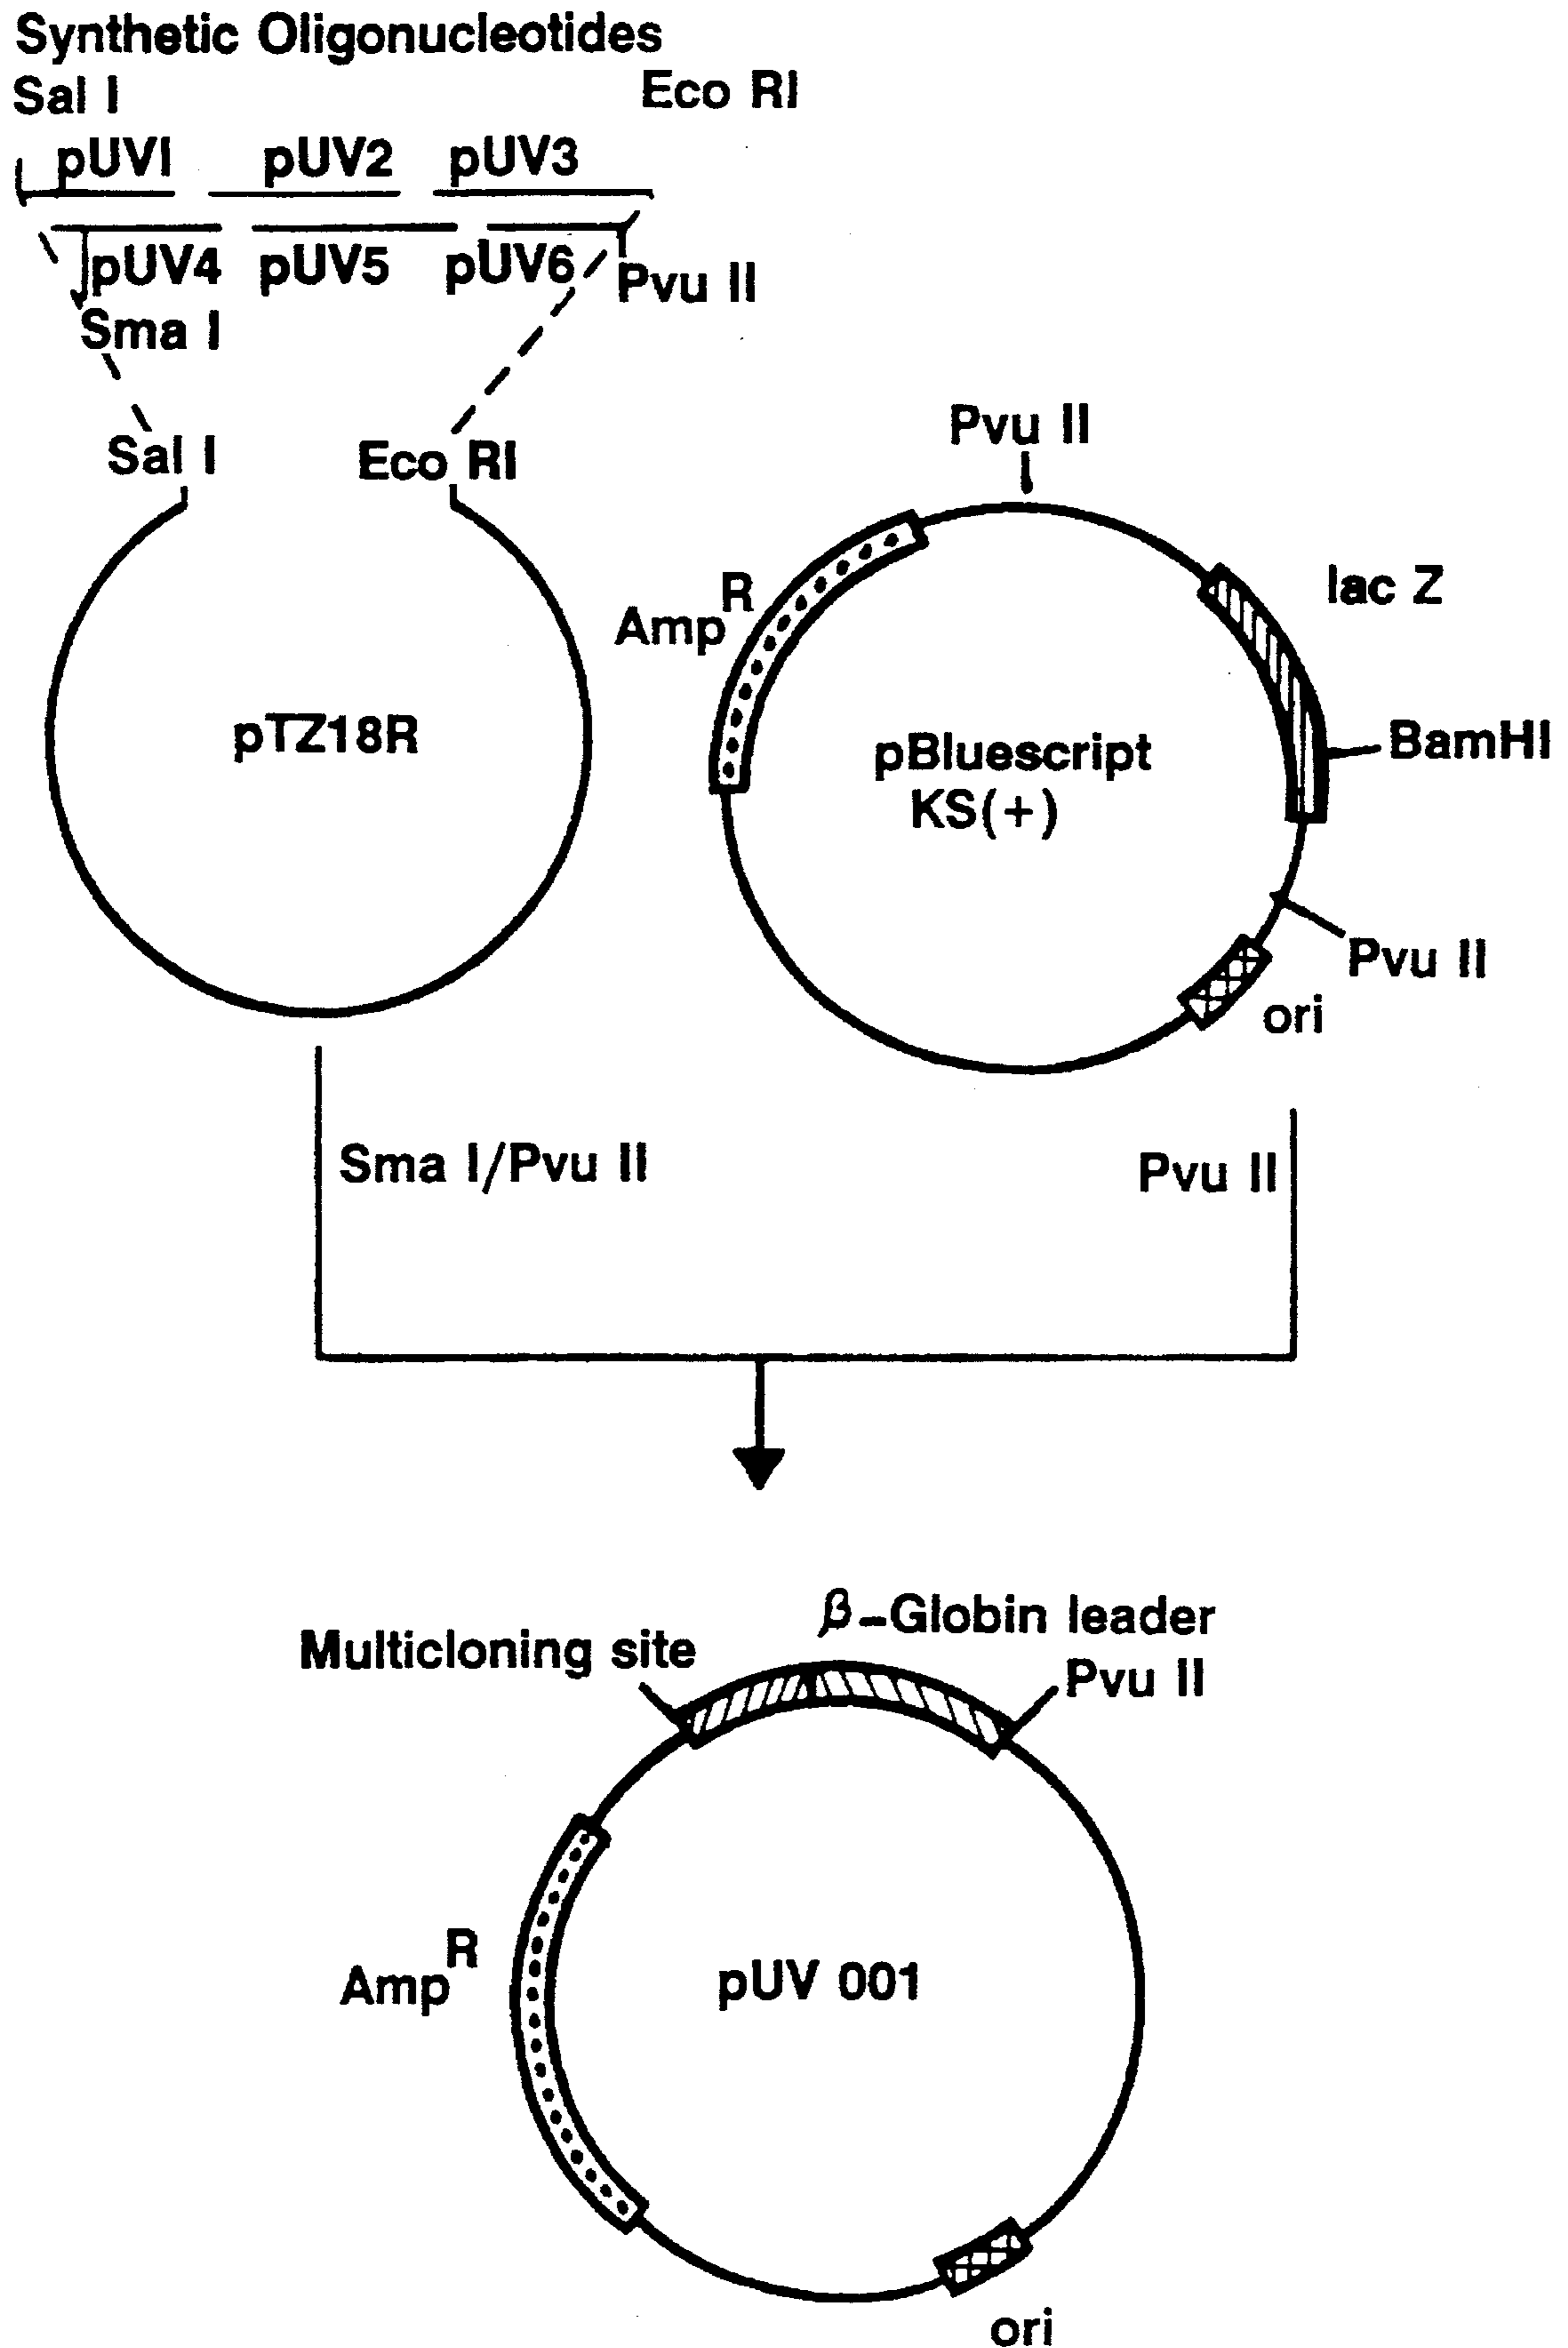 Synthetic Oligonucleotides
Sal I
Eco RI
pUVI
pUV2
pUV3
pUV4
pUV5
pUV6
Pvu II
Sma I
Sal I
Eco RI
Pvu II
Amp R
lac Z
pTZ18R
pBluescript
KS(+)
BamHI
Pvu II
ori
Sma I/Pvu II
Pvu II
β-Globin leader
Multicloning site
Pvu II
Amp R
pUV 001
ori